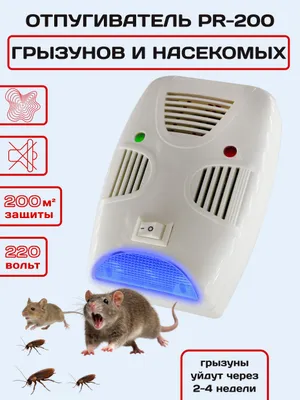 ОТПУГИВАТЕЛЬ PR-200
ГРЫЗУНОВ И НАСЕКОМЫХ
200 м²
защиты
220
вольт
грызуны
уйдут через
2-4 недели